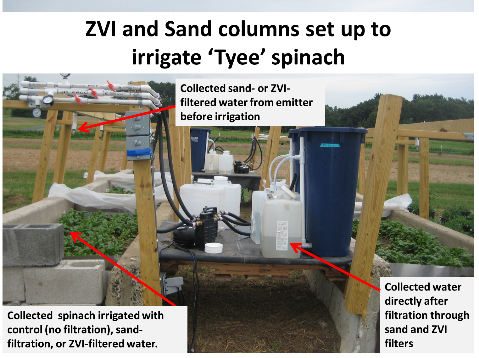 ZVI and Sand columns set up to
irrigate ‘Tyee’ spinach
Collected sand- or ZVI-
filtered water from emitter
before irrigation
Collected water
directly after
filtration through
sand and ZVI
filters
Collected  spinach irrigated with
control (no filtration), sand-
filtration, or ZVI-filtered water.